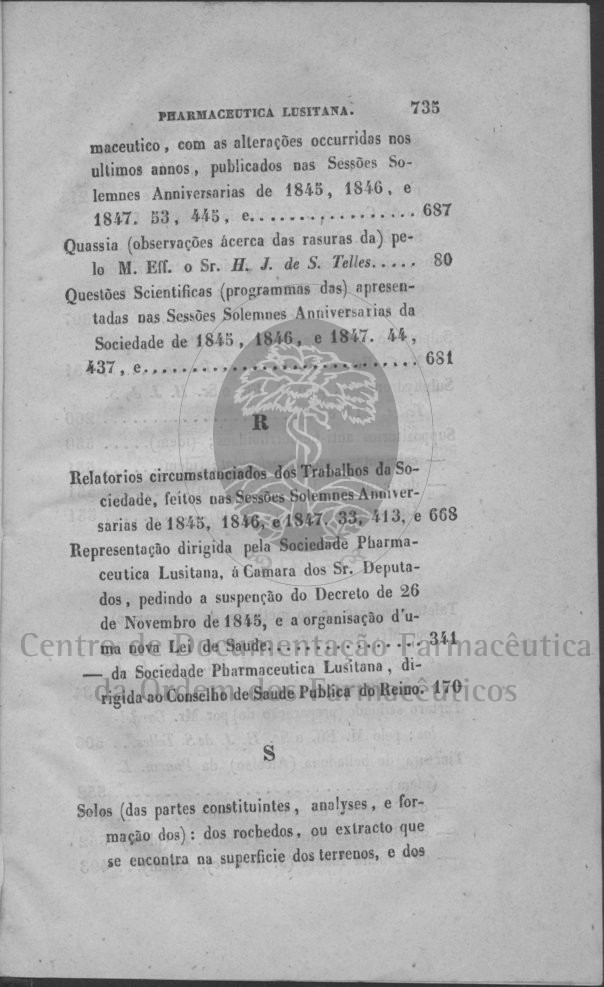 PHARMACEUTICA LUSITANA. 735
maceutico, com as alterações occurridas nos
ultimos annos, publicados nas Sessões So-
lemnes Anniversarias de 1845, 1846, e
1847. 53, 445, e.................. 687
Quassia (observações ácerca das rasuras da) pe-
lo M. Eff. o Sr. H. J. de S. Telles..... 80
Questões Scientificas (programmas das) apresen-
tadas nas Sessões Solemnes Anniversarias da
Sociedade de 1845, 1846, e 1847. 44,
437, e............................. 681
R
Relatorios circumstanciados dos Trabalhos da So-
ciedade, feitos nas Sessões Solemnes Anniver-
sarias de 1845, 1846, e 1847. 33, 413, e 668
Representação dirigida pela Sociedade Pharma-
ceutica Lusitana, á Camara dos Sr. Deputa-
dos, pedindo a suspenção do Decreto de 26
de Novembro de 1845, e a organisação d'u-
ma nova Lei de Saude................. 341
— da Sociedade Pharmaceutica Lusitana, di-
rigida ao Conselho de Saude Publica do Reino. 170
Centro de Documentação Farmacêutica
da Ordem dos Farmacêuticos
S
Solos (das partes constituintes, analyses, e for-
mação dos): dos rochedos, ou extracto que
se encontra na superficie dos terrenos, e dos